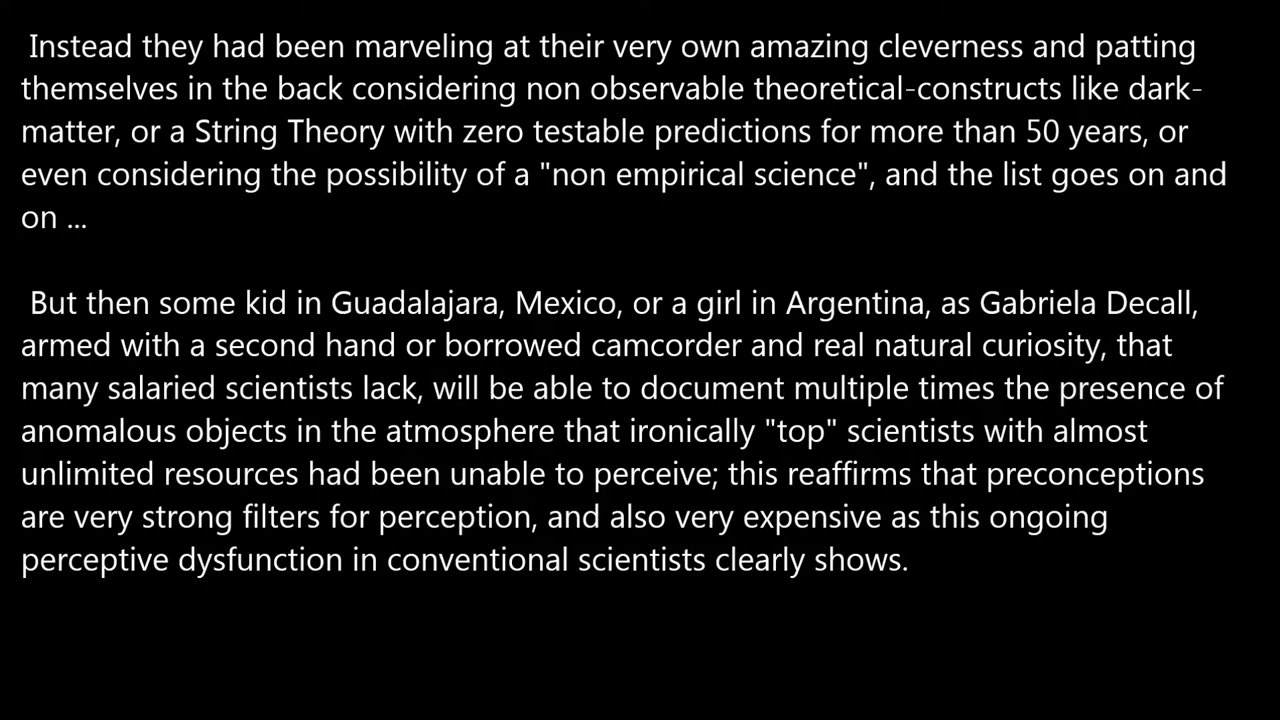 Instead they had been marveling at their very own amazing cleverness and patting
themselves in the back considering non observable theoretical-constructs like dark-
matter, or a String Theory with zero testable predictions for more than 50 years, or
even considering the possibility of a "non empirical science", and the list goes on and
on ...
But then some kid in Guadalajara, Mexico, or a girl in Argentina, as Gabriela Decall,
armed with a second hand or borrowed camcorder and real natural curiosity, that
many salaried scientists lack, will be able to document multiple times the presence of
anomalous objects in the atmosphere that ironically "top" scientists with almost
unlimited resources had been unable to perceive; this reaffirms that preconceptions
are very strong filters for perception, and also very expensive as this ongoing
perceptive dysfunction in conventional scientists clearly shows.